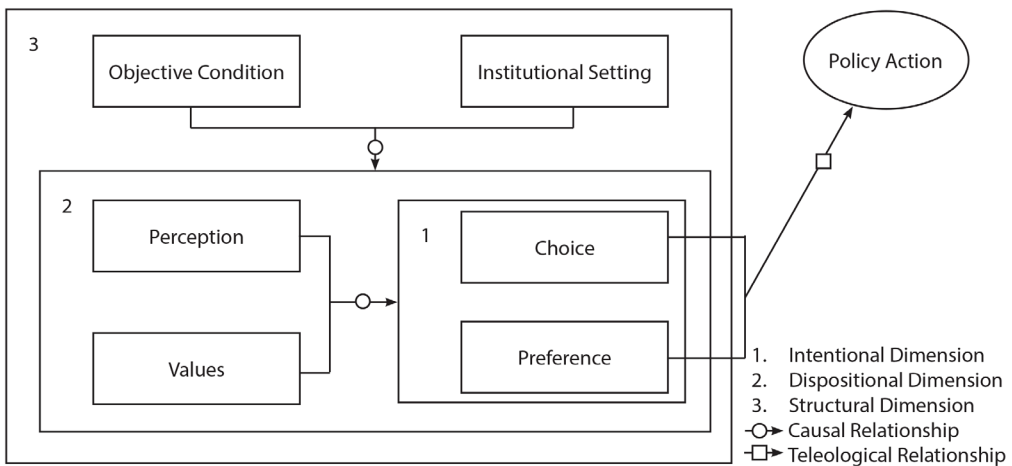 3
Objective Condition
Institutional Setting
Policy Action
2
Perception
1
Choice
Values
Preference
1. Intentional Dimension
2. Dispositional Dimension
3. Structural Dimension
Causal Relationship
Teleological Relationship